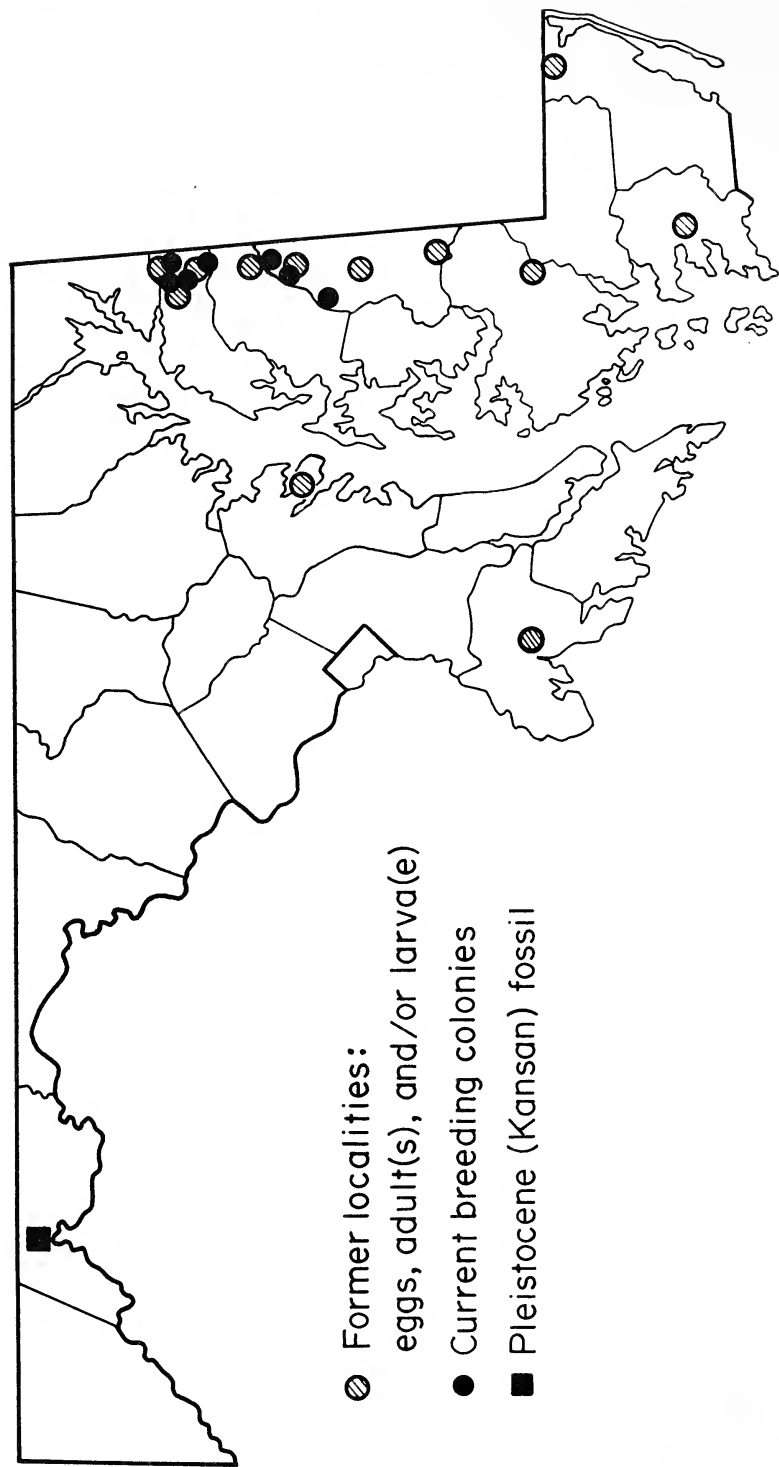 Former localities:
eggs, adult(s), and/or larva(e)
Current breeding colonies
Pleistocene (Kansan) fossil